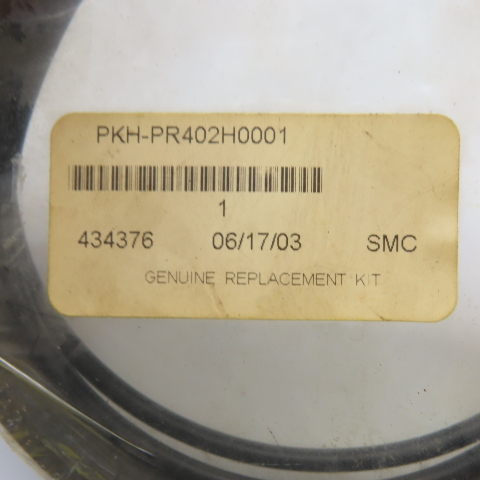 PKH-PR402H0001
1
434376 06/17/03 SMC
GENUINE REPLACEMENT KIT